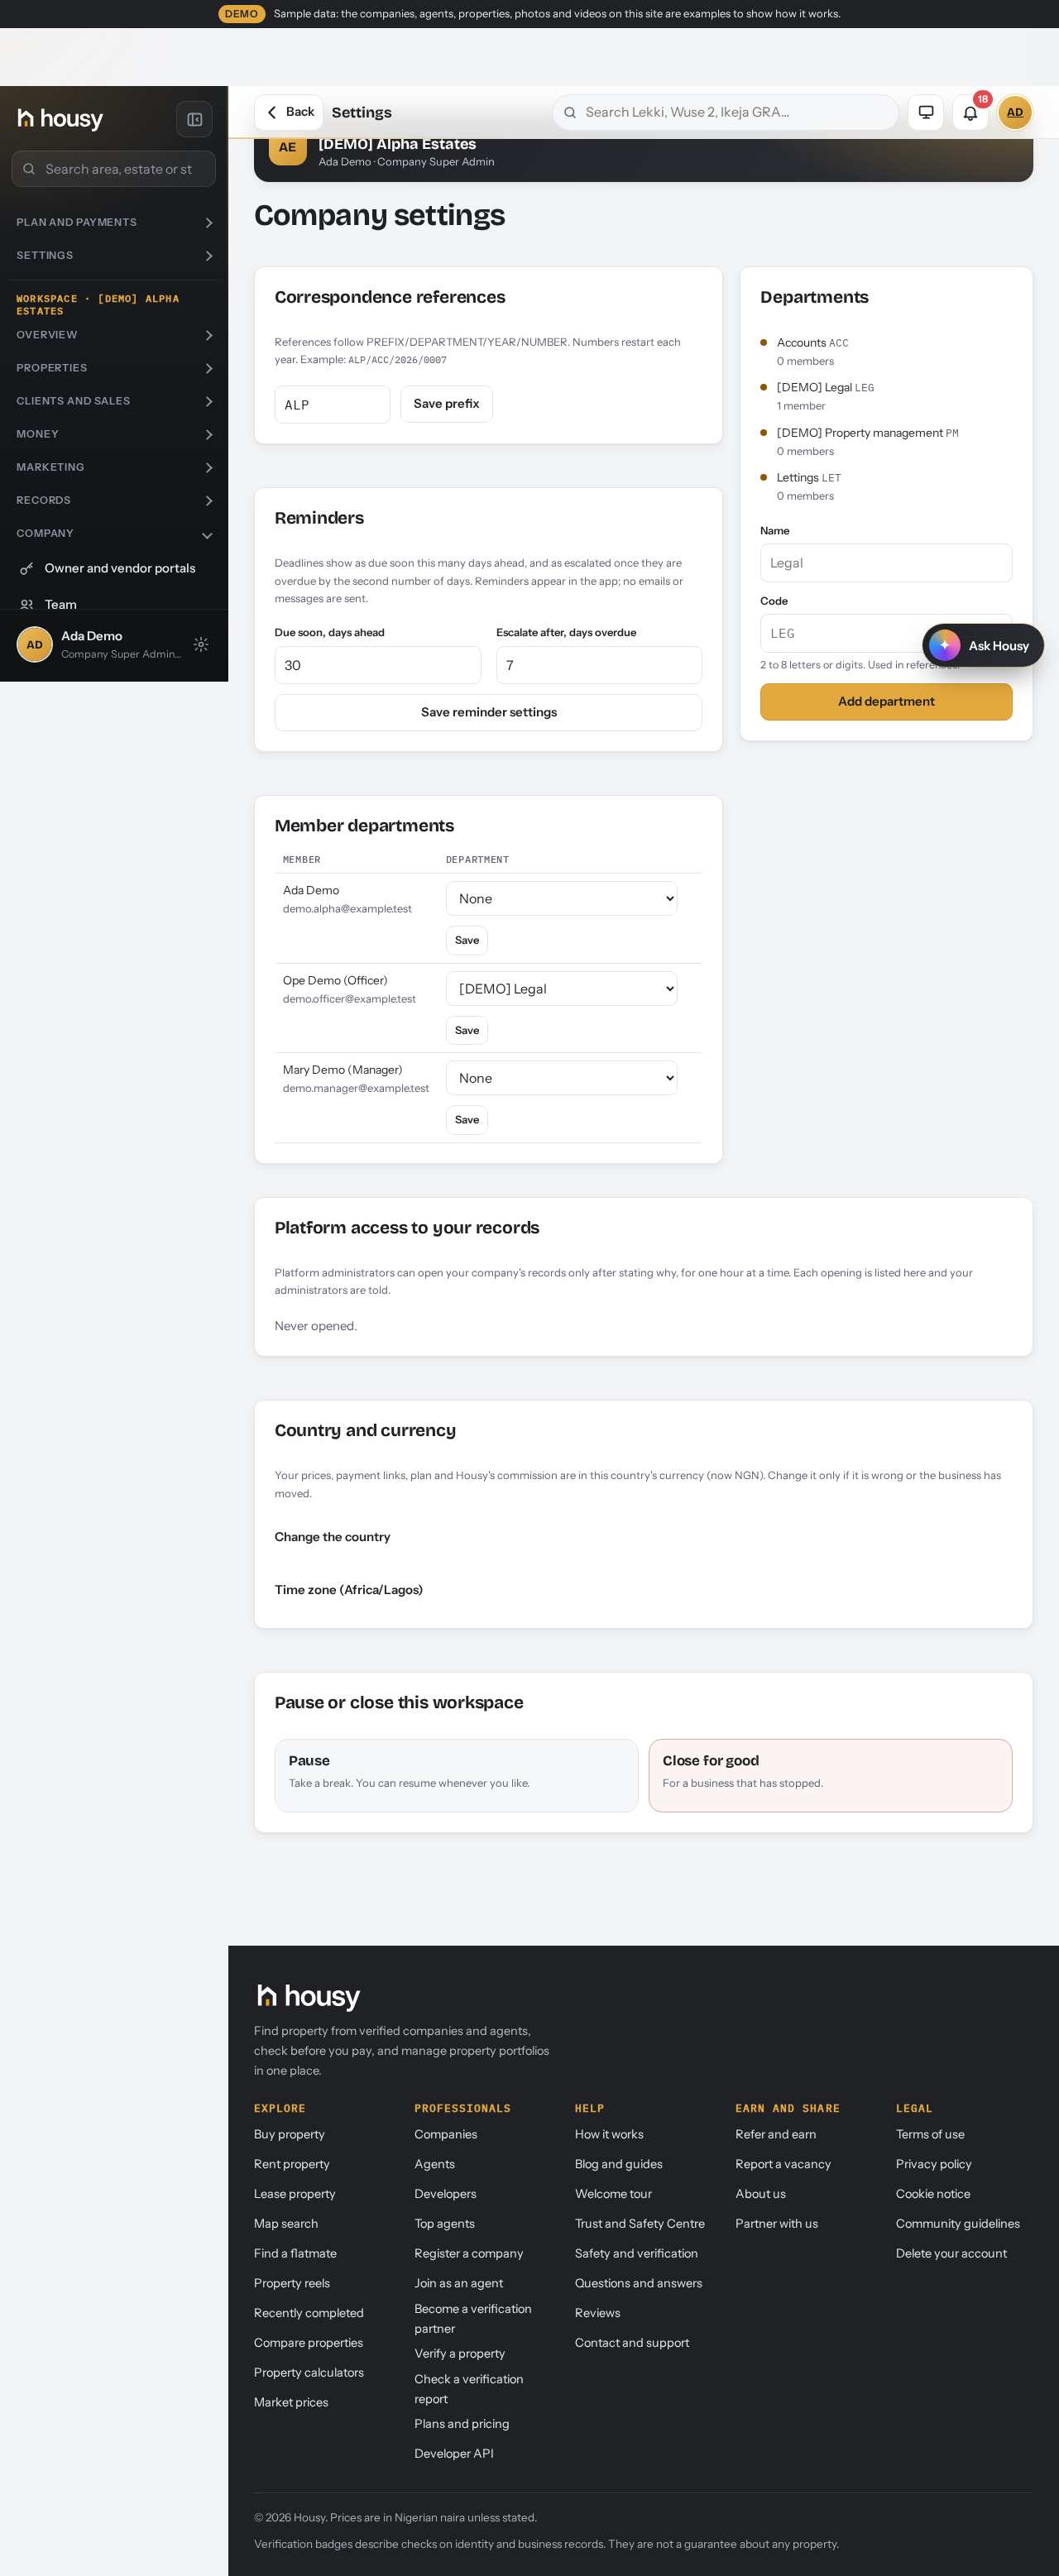 DEMO Sample data: the companies, agents, properties, photos and videos on this site are examples to show how it works.
housy
Search area, estate or st
PLAN AND PAYMENTS
SETTINGS
WORKSPACE · [DEMO] ALPHA
ESTATES
OVERVIEW
PROPERTIES
CLIENTS AND SALES
MONEY
MARKETING
RECORDS
COMPANY
Owner and vendor portals
Team
AD
Ada Demo
Company Super Admin...
Back
Settings
Search Lekki, Wuse 2, Ikeja GRA...
18
AD
AE
[DEMO] Alpha Estates
Ada Demo · Company Super Admin
Company settings
Correspondence references
References follow PREFIX/DEPARTMENT/YEAR/NUMBER. Numbers restart each
year. Example: ALP/ACC/2026/0007
ALP
Save prefix
Reminders
Deadlines show as due soon this many days ahead, and as escalated once they are
overdue by the second number of days. Reminders appear in the app; no emails or
messages are sent.
Due soon, days ahead
Escalate after, days overdue
30
7
Save reminder settings
Departments
Accounts ACC
0 members
[DEMO] Legal LEG
1 member
[DEMO] Property management PM
0 members
Lettings LET
0 members
Name
Legal
Code
LEG
2 to 8 letters or digits. Used in
Ask Housy
Add department
Member departments
MEMBER
DEPARTMENT
Ada Demo
demo.alpha@example.test
None
Save
Ope Demo (Officer)
demo.officer@example.test
[DEMO] Legal
Save
Mary Demo (Manager)
demo.manager@example.test
None
Save
Platform access to your records
Platform administrators can open your company's records only after stating why, for one hour at a time. Each opening is listed here and your
administrators are told.
Never opened.
Country and currency
Your prices, payment links, plan and Housy's commission are in this country's currency (now NGN). Change it only if it is wrong or the business has
moved.
Change the country
Time zone (Africa/Lagos)
Pause or close this workspace
Pause
Take a break. You can resume whenever you like.
Close for good
For a business that has stopped.
housy
Find property from verified companies and agents,
check before you pay, and manage property portfolios
in one place.
EXPLORE
Buy property
Rent property
Lease property
Map search
Find a flatmate
Property reels
Recently completed
Compare properties
Property calculators
Market prices
PROFESSIONALS
Companies
Agents
Developers
Top agents
Register a company
Join as an agent
Become a verification
partner
Verify a property
Check a verification
report
Plans and pricing
Developer API
HELP
How it works
Blog and guides
Welcome tour
Trust and Safety Centre
Safety and verification
Questions and answers
Reviews
Contact and support
EARN AND SHARE
Refer and earn
Report a vacancy
About us
Partner with us
LEGAL
Terms of use
Privacy policy
Cookie notice
Community guidelines
Delete your account
© 2026 Housy. Prices are in Nigerian naira unless stated.
Verification badges describe checks on identity and business records. They are not a guarantee about any property.